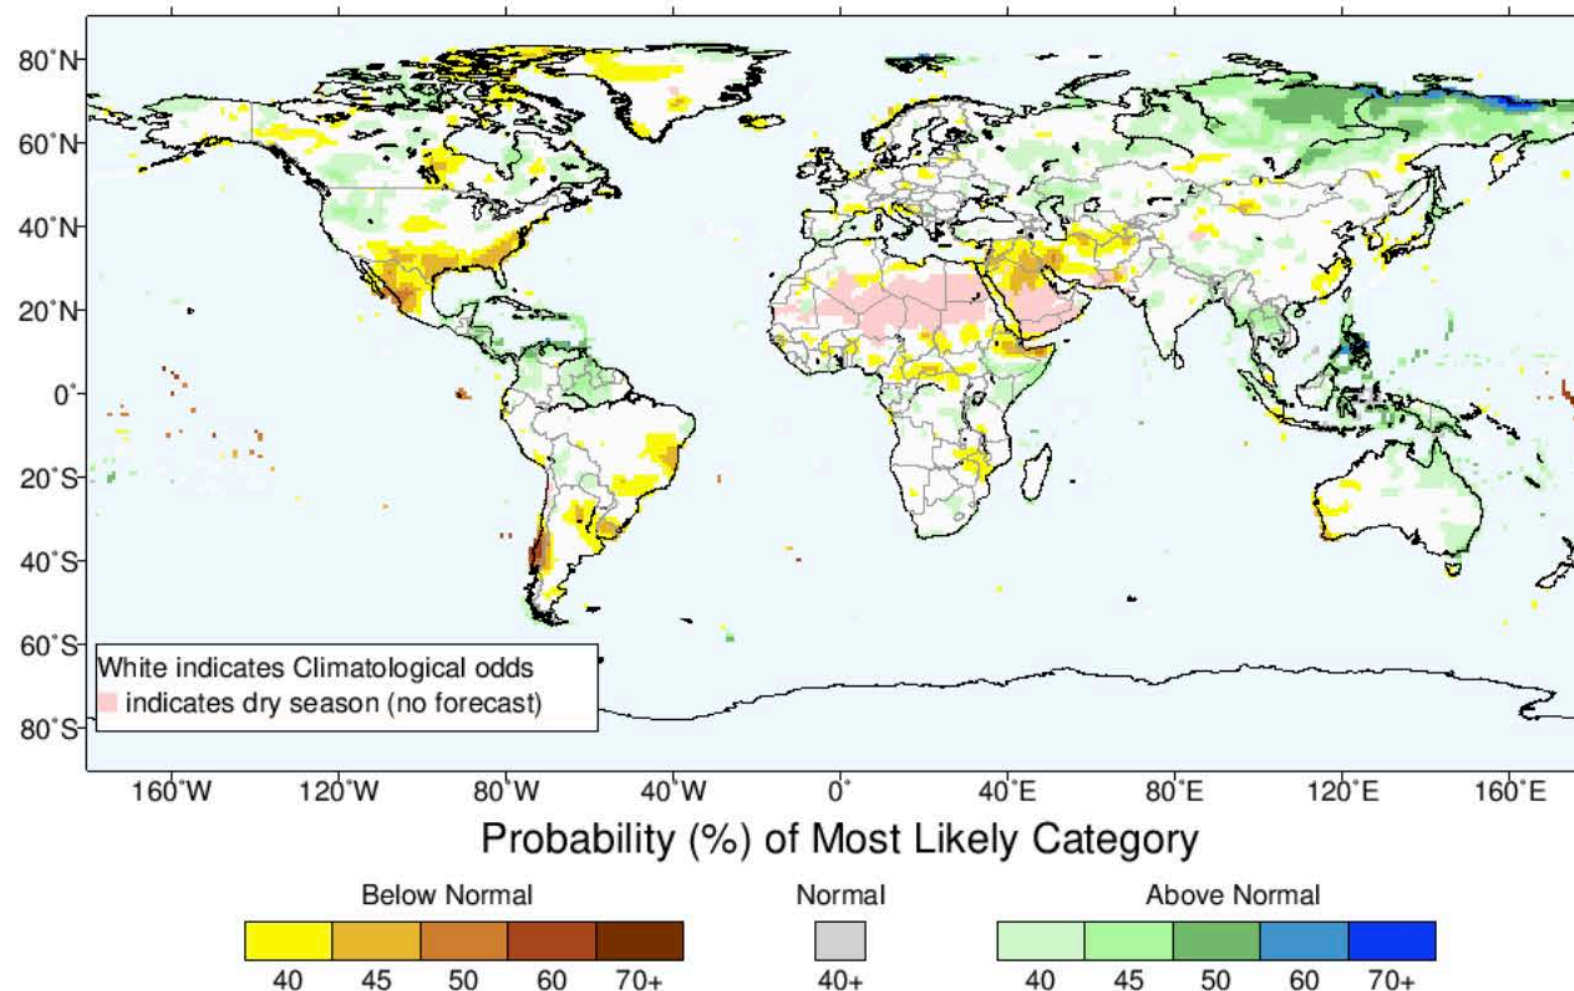 80˚N
60˚N
40˚N
20˚N
0˚
20˚S
40˚S
60˚S
80˚S
White indicates Climatological odds
indicates dry season (no forecast)
160˚W 120˚W 80˚W 40˚W 0˚ 40˚E 80˚E 120˚E 160˚E
Probability (%) of Most Likely Category
Below Normal Normal Above Normal
40 45 50 60 70+ 40+ 40 45 50 60 70+